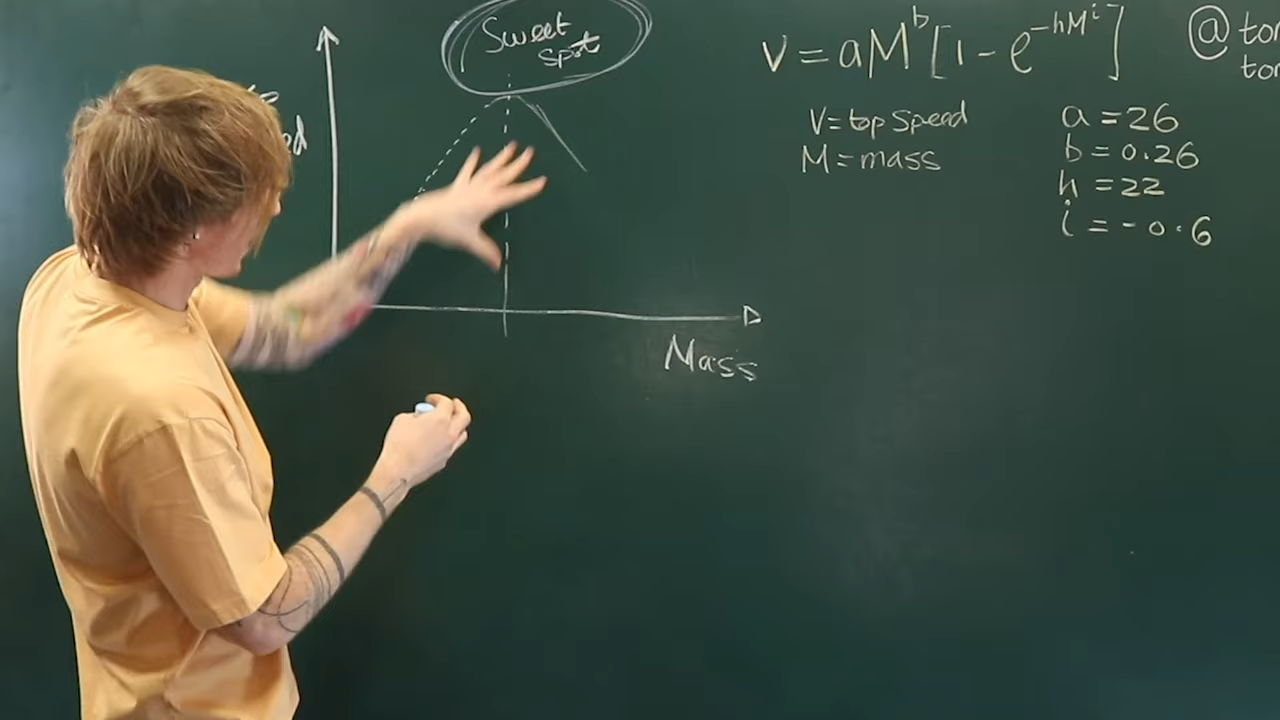 Sweet
spot
Mass
V = aM^b [1 - e^-hM^i]
V = top speed
M = mass
a = 26
b = 0.26
h = 22
i = -0.6
@